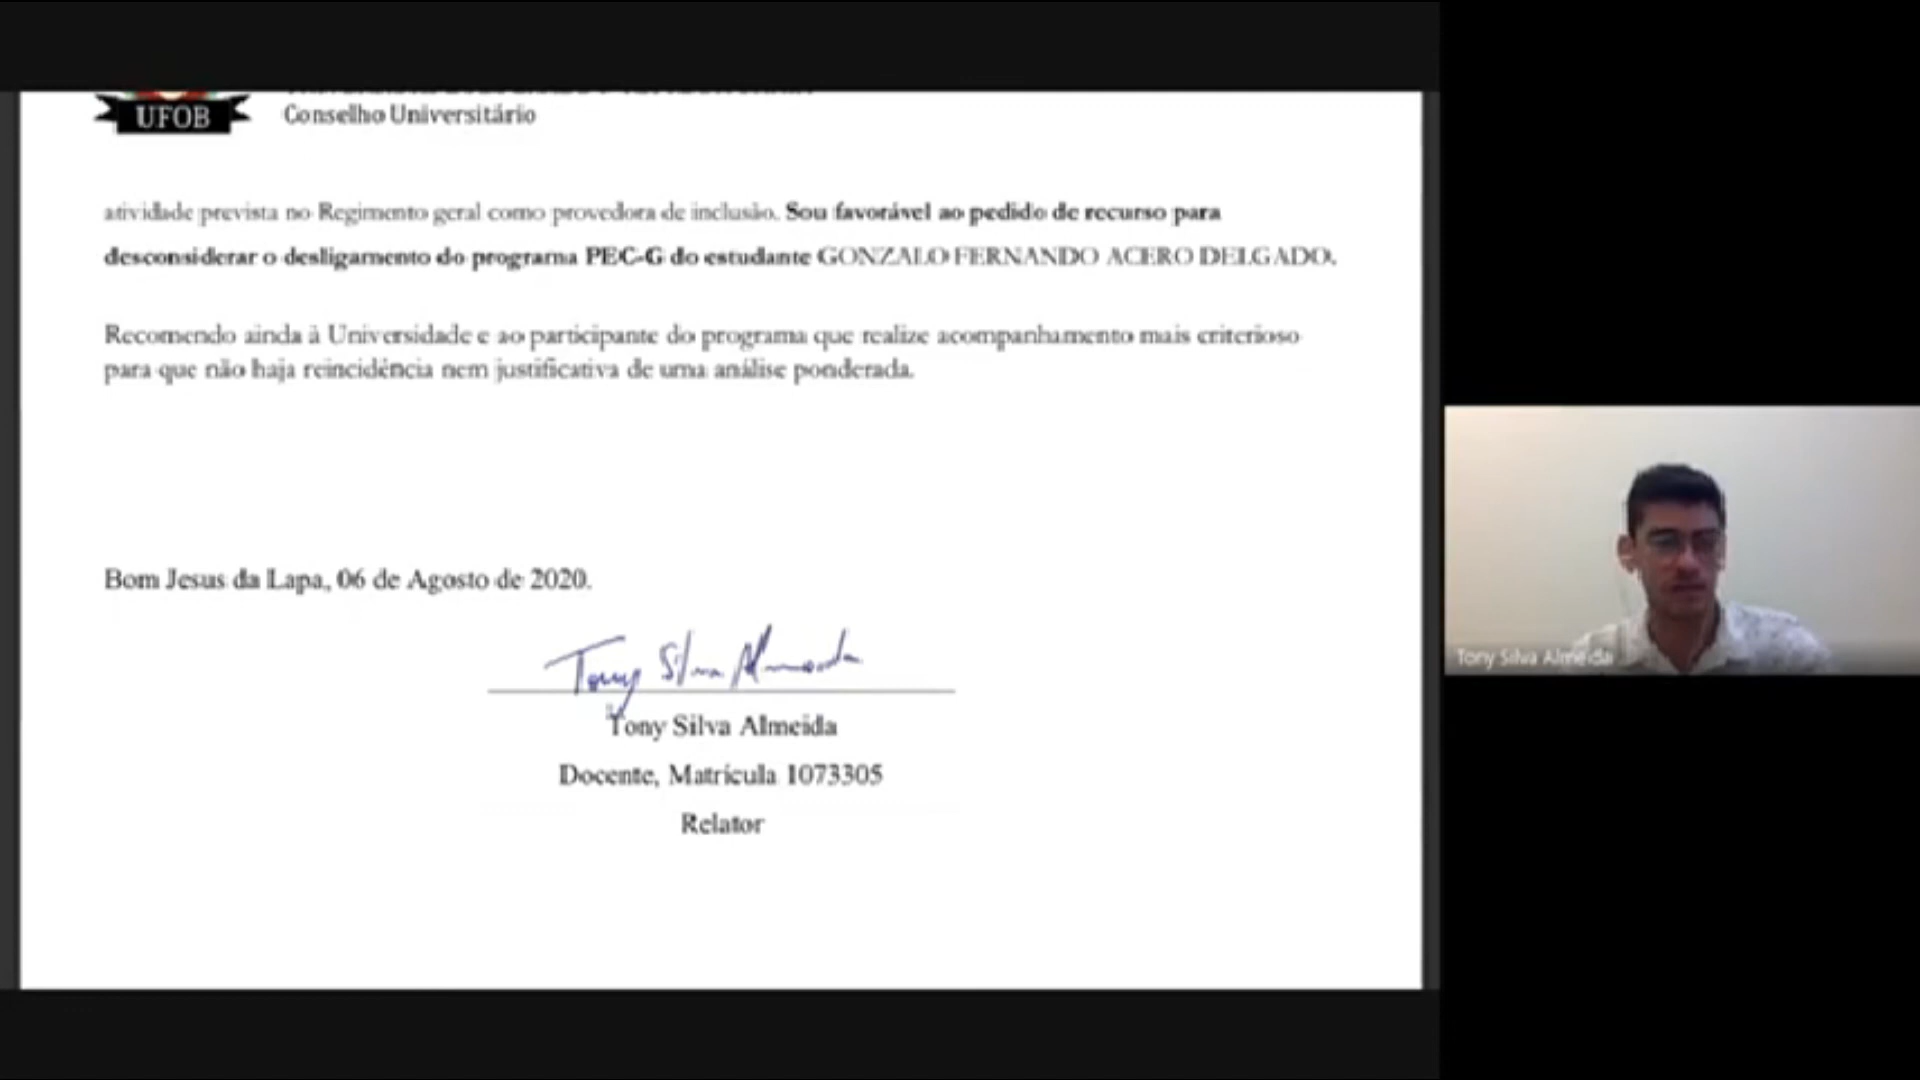 UFOB
Conselho Universitário
atividade prevista no Regimento geral como provedora de inclusão. Sou favorável ao pedido de recurso para
desconsiderar o desligamento do programa PEC-G do estudante GONZALO FERNANDO ACERO DELGADO.
Recomendo ainda à Universidade e ao participante do programa que realize acompanhamento mais criterioso
para que não haja reincidência nem justificativa de uma análise ponderada.
Bom Jesus da Lapa, 06 de Agosto de 2020.
Tony Silva Almeida
Tony Silva Almeida
Docente, Matrícula 1073305
Relator
Tony Silva Almeida